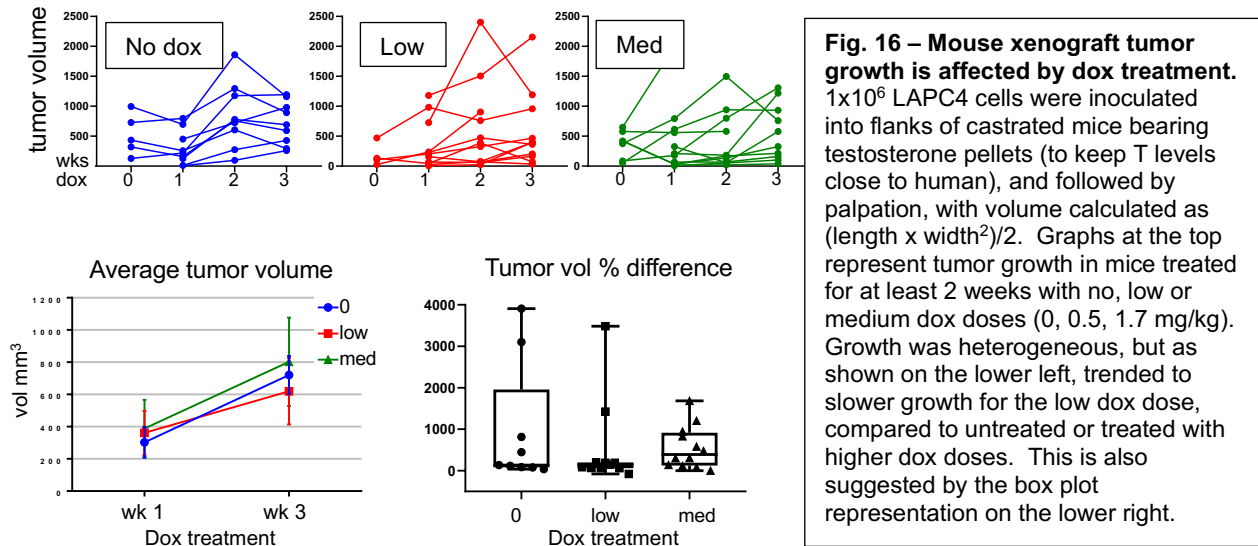 2500
2000
1500
1000
500
0
No dox
tumor volume
wks
dox
0 1 2 3
2500
2000
1500
1000
500
0
Low
0 1 2 3
2500
2000
1500
1000
500
0
Med
0 1 2 3
Average tumor volume
1200
1000
800
600
400
200
0
vol mm³
0
low
med
wk 1 wk 3
Dox treatment
Tumor vol % difference
4000
3000
2000
1000
0
0 low med
Dox treatment
Fig. 16 – Mouse xenograft tumor
growth is affected by dox treatment.
1x10⁶ LAPC4 cells were inoculated
into flanks of castrated mice bearing
testosterone pellets (to keep T levels
close to human), and followed by
palpation, with volume calculated as
(length x width²)/2. Graphs at the top
represent tumor growth in mice treated
for at least 2 weeks with no, low or
medium dox doses (0, 0.5, 1.7 mg/kg).
Growth was heterogeneous, but as
shown on the lower left, trended to
slower growth for the low dox dose,
compared to untreated or treated with
higher dox doses. This is also
suggested by the box plot
representation on the lower right.